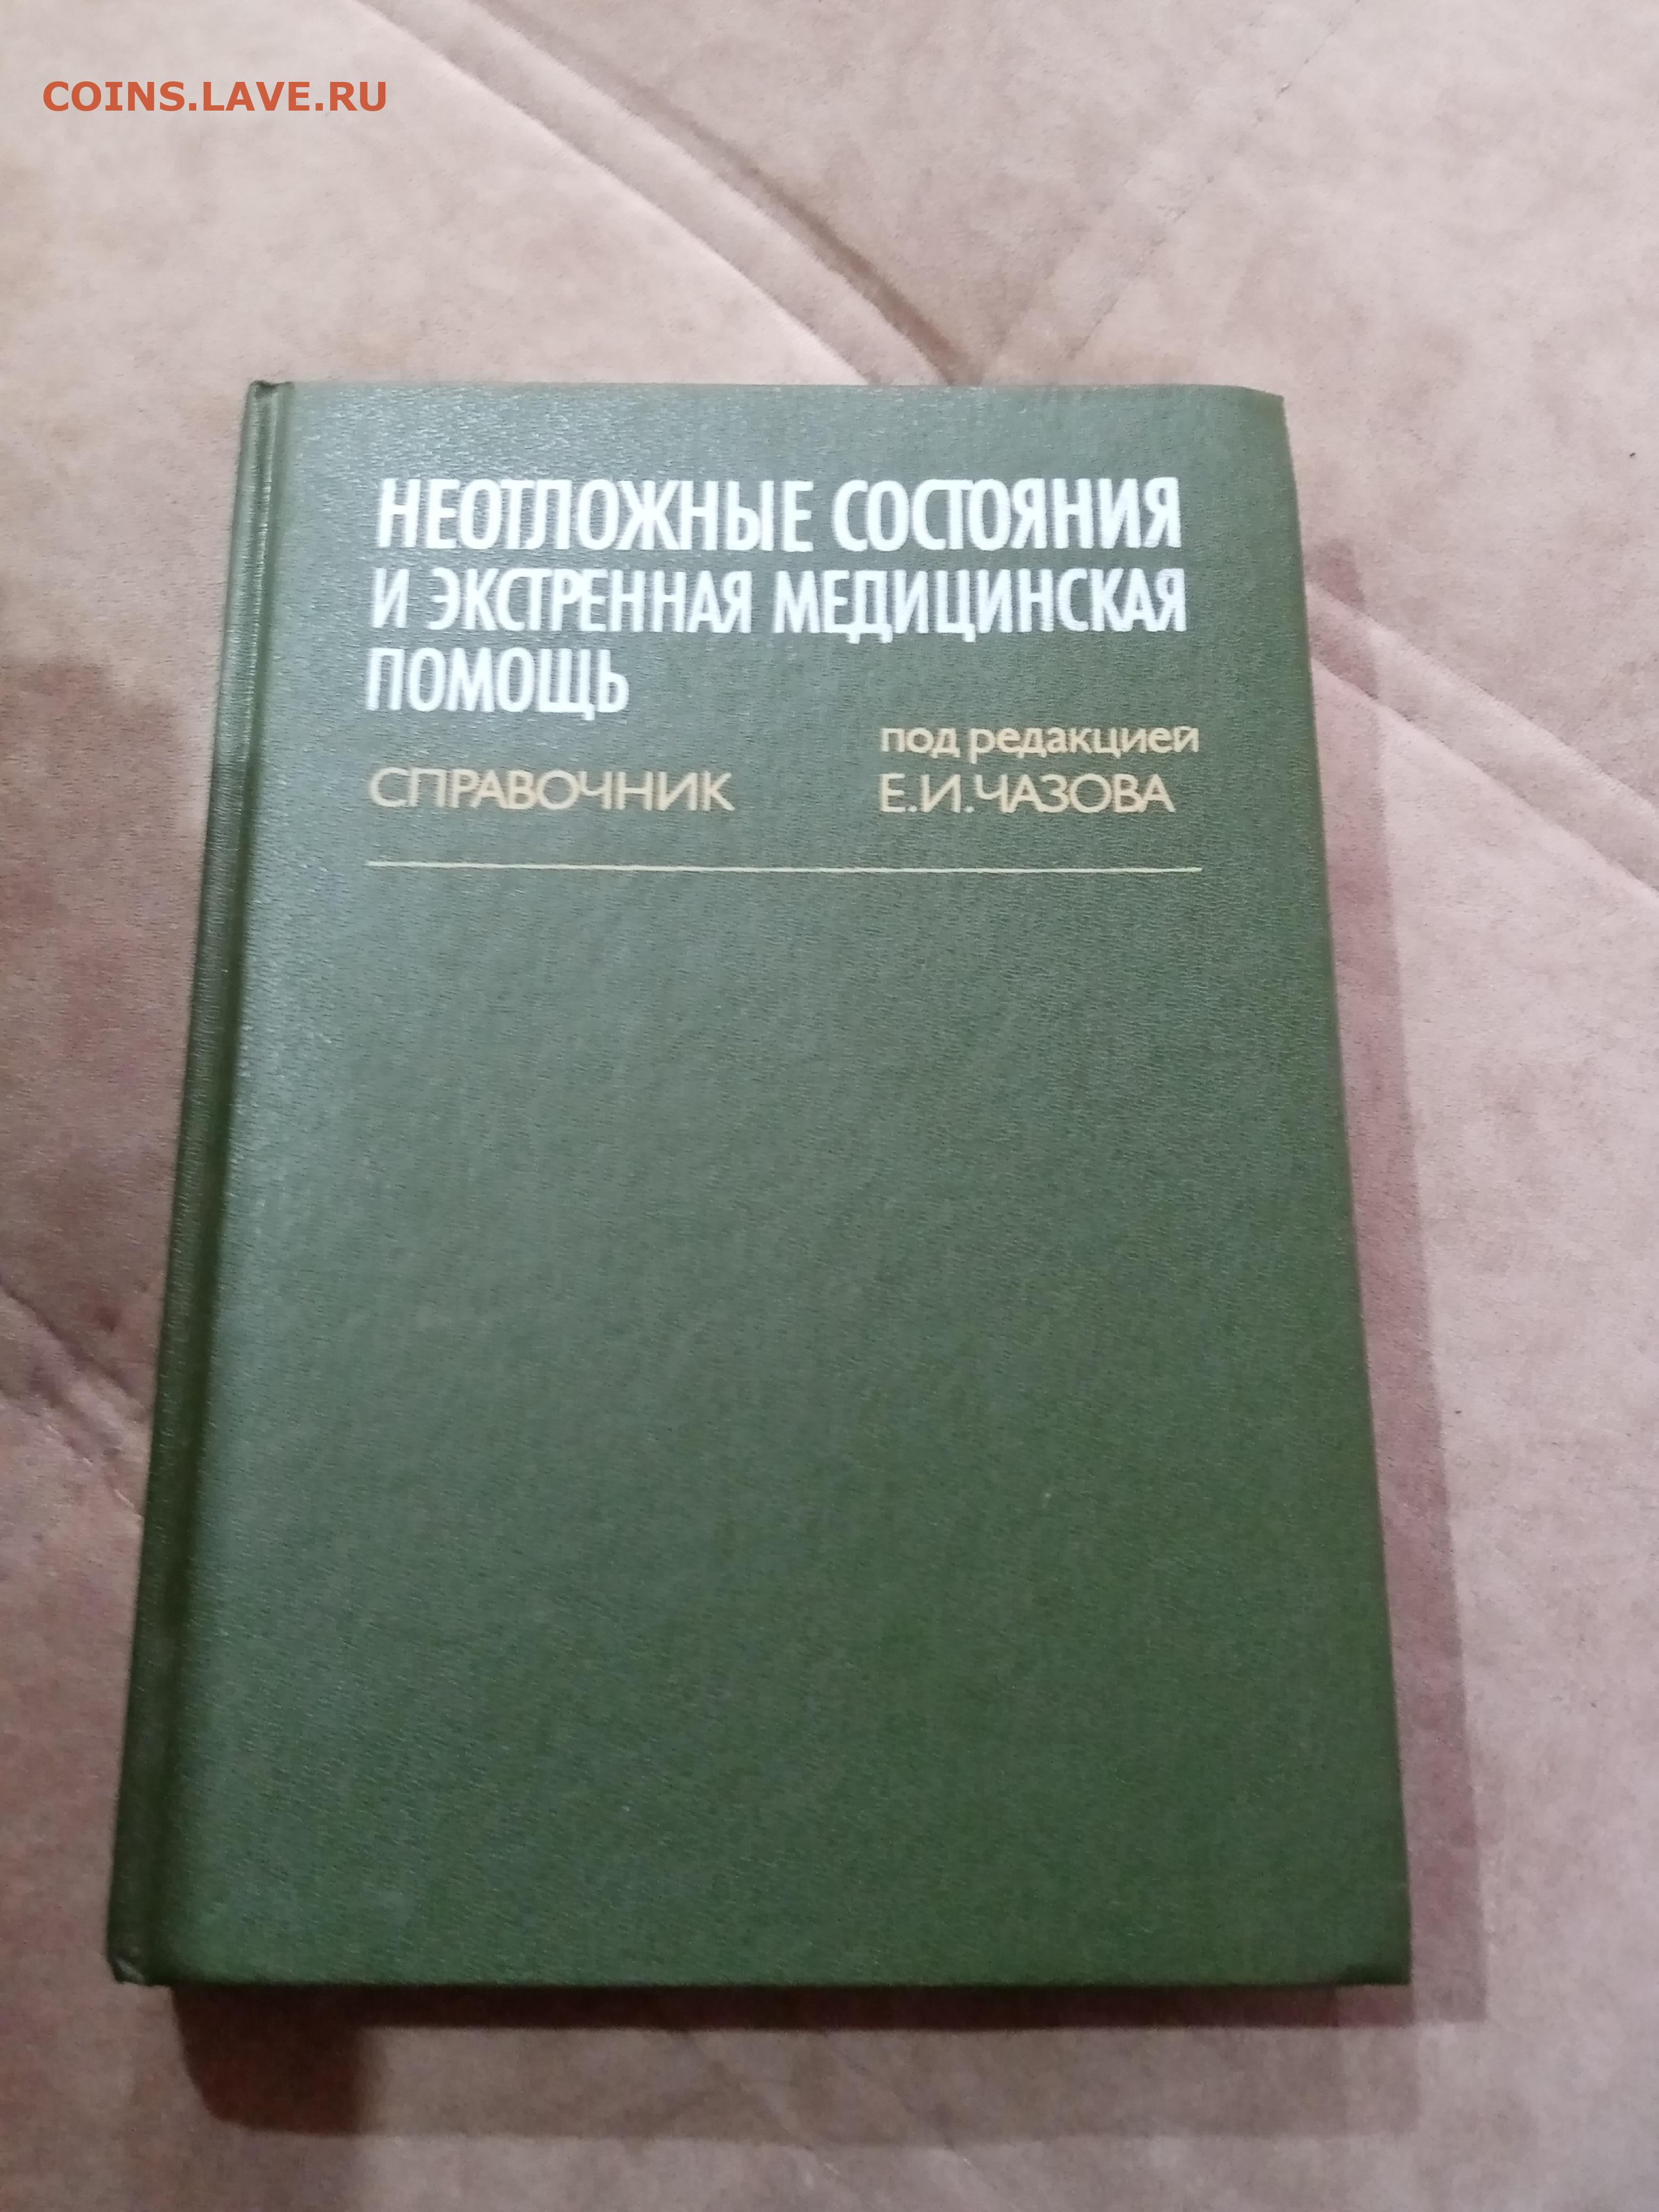 COINS.LAVE.RU
НЕОТЛОЖНЫЕ СОСТОЯНИЯ
И ЭКСТРЕННАЯ МЕДИЦИНСКАЯ
ПОМОЩЬ
СПРАВОЧНИК
под редакцией
Е.И.ЧАЗОВА